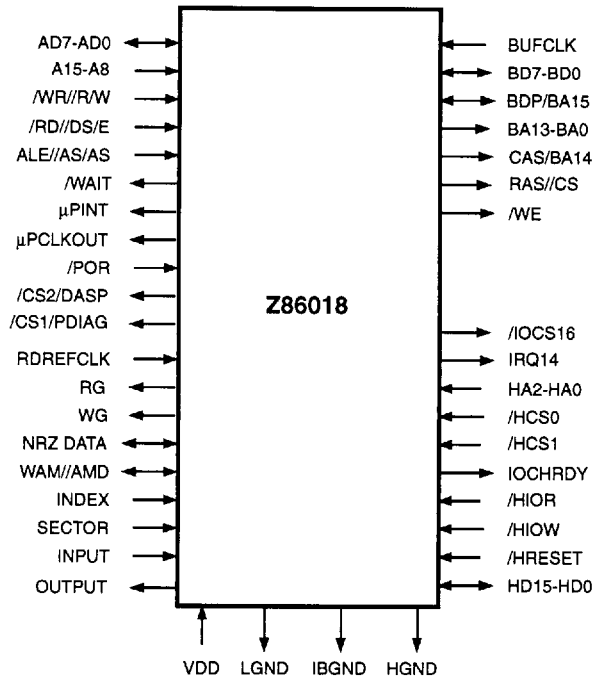 AD7-AD0
A15-A8
/WR//R/W
/RD//DS/E
ALE//AS/AS
/WAIT
µPINT
µPCLKOUT
/POR
/CS2/DASP
/CS1/PDIAG
RDREFCLK
RG
WG
NRZ DATA
WAM//AMD
INDEX
SECTOR
INPUT
OUTPUT
Z86018
BUFCLK
BD7-BD0
BDP/BA15
BA13-BA0
CAS/BA14
RAS//CS
/WE
/IOCS16
IRQ14
HA2-HA0
/HCS0
/HCS1
IOCHRDY
/HIOR
/HIOW
/HRESET
HD15-HD0
VDD LGND IBGND HGND